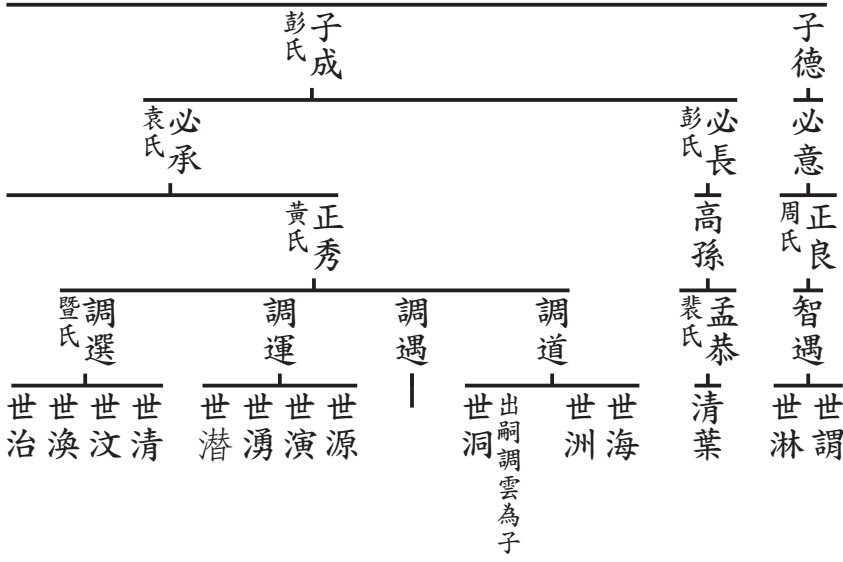 子德
子成
彭氏
必意
必長
彭氏
必承
袁氏
正良
周氏
高孫
正秀
黃氏
智遇
孟恭
裴氏
調道
調遇
調運
調選
暨氏
世謂
世淋
清葉
世海
世洲
世洞
出嗣調雲為子
世源
世演
世湧
世潛
世清
世汶
世渙
世治